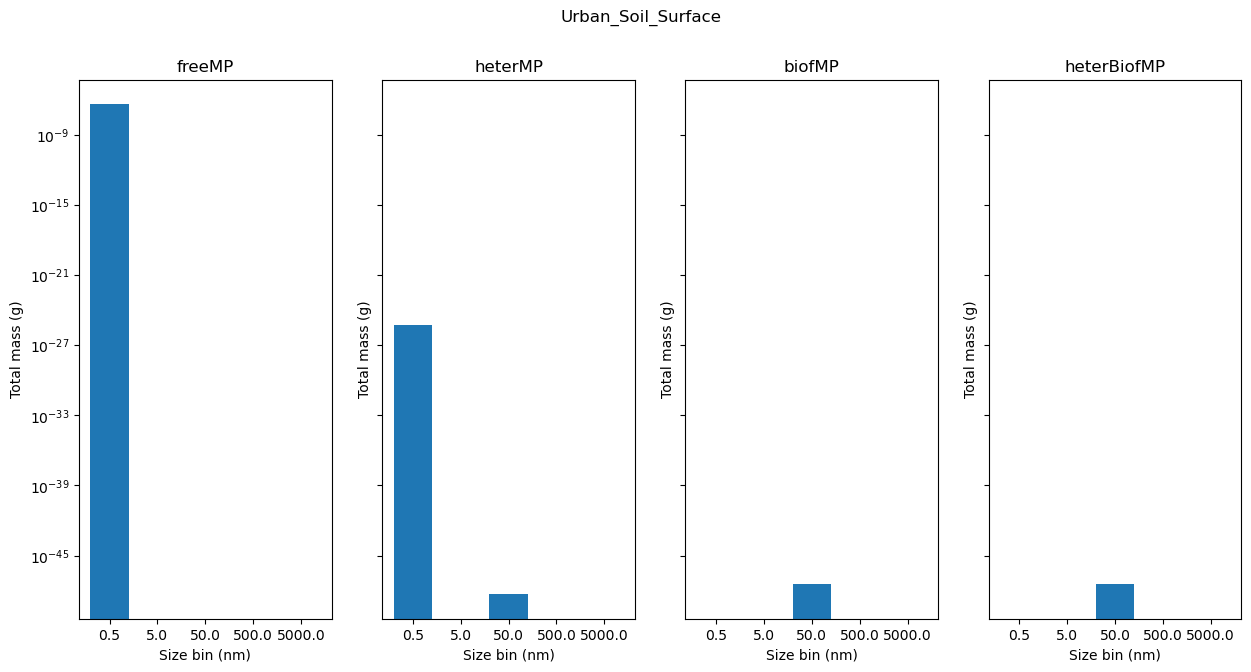 Urban_Soil_Surface
freeMP
heterMP
biofMP
heterBiofMP
10⁻⁹
10⁻¹⁵
10⁻²¹
10⁻²⁷
10⁻³³
10⁻³⁹
10⁻⁴⁵
Total mass (g)
Total mass (g)
Total mass (g)
Total mass (g)
0.5 5.0 50.0 500.0 5000.0
0.5 5.0 50.0 500.0 5000.0
0.5 5.0 50.0 500.0 5000.0
0.5 5.0 50.0 500.0 5000.0
Size bin (nm)
Size bin (nm)
Size bin (nm)
Size bin (nm)